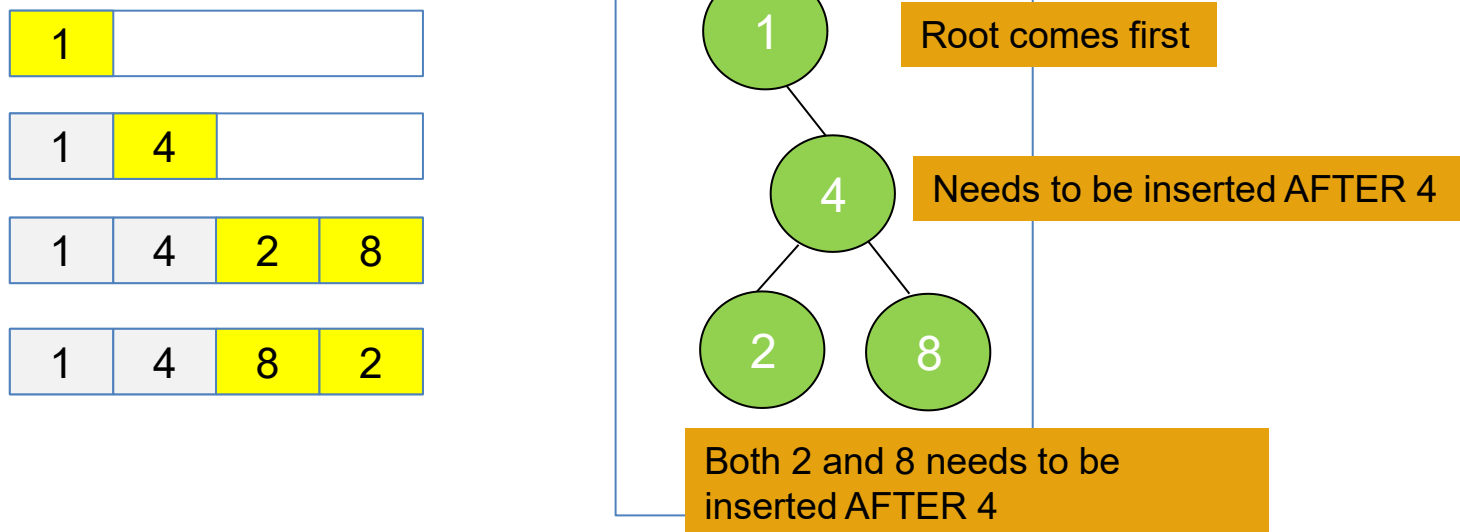 1
1 4
1 4 2 8
1 4 8 2
1
Root comes first
4
Needs to be inserted AFTER 4
2 8
Both 2 and 8 needs to be
inserted AFTER 4